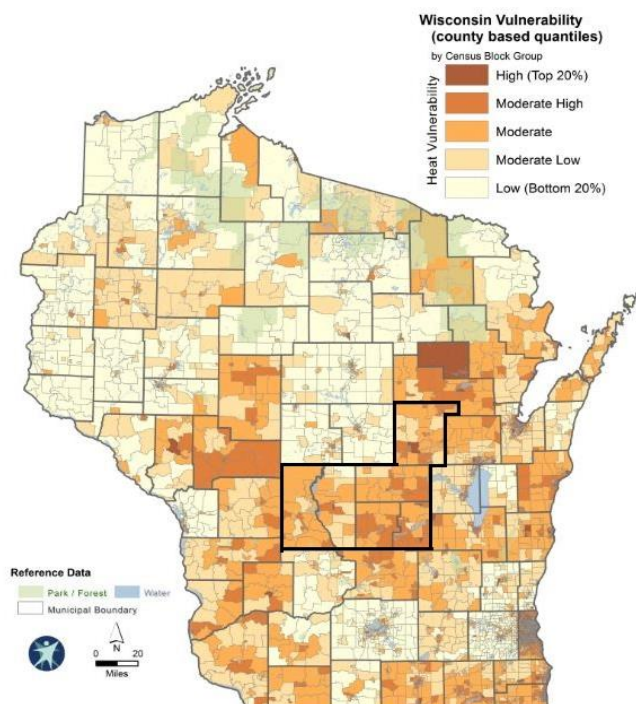 Wisconsin Vulnerability
(county based quantiles)
by Census Block Group
Heat Vulnerability
High (Top 20%)
Moderate High
Moderate
Moderate Low
Low (Bottom 20%)
Reference Data
Park / Forest
Water
Municipal Boundary
N
0 20
Miles